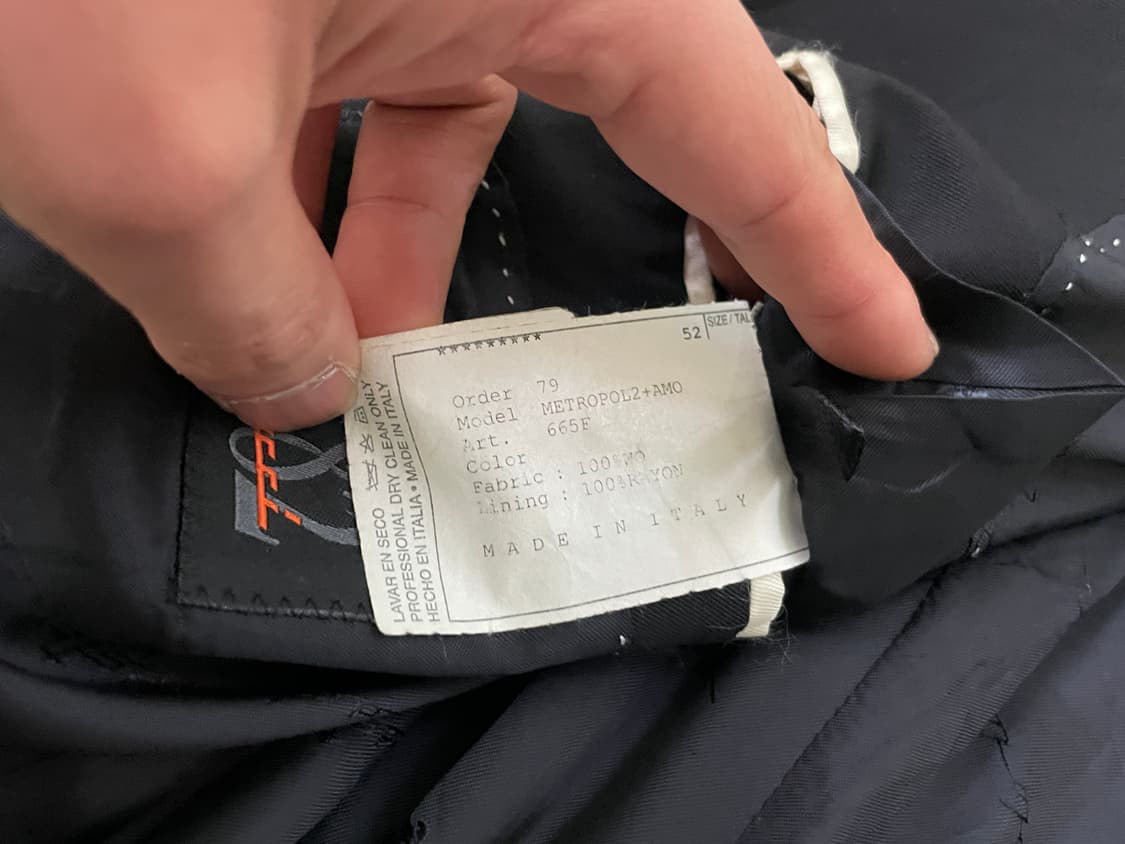 *********
52 SIZE/TAL
Order 79
Model METROPOL2+AMO
Art. 665F
Color
Fabric : 100%WO
Lining : 100%RAYON
MADE IN ITALY
LAVAR EN SECO
PROFESSIONAL DRY CLEAN ONLY
HECHO EN ITALIA • MADE IN ITALY